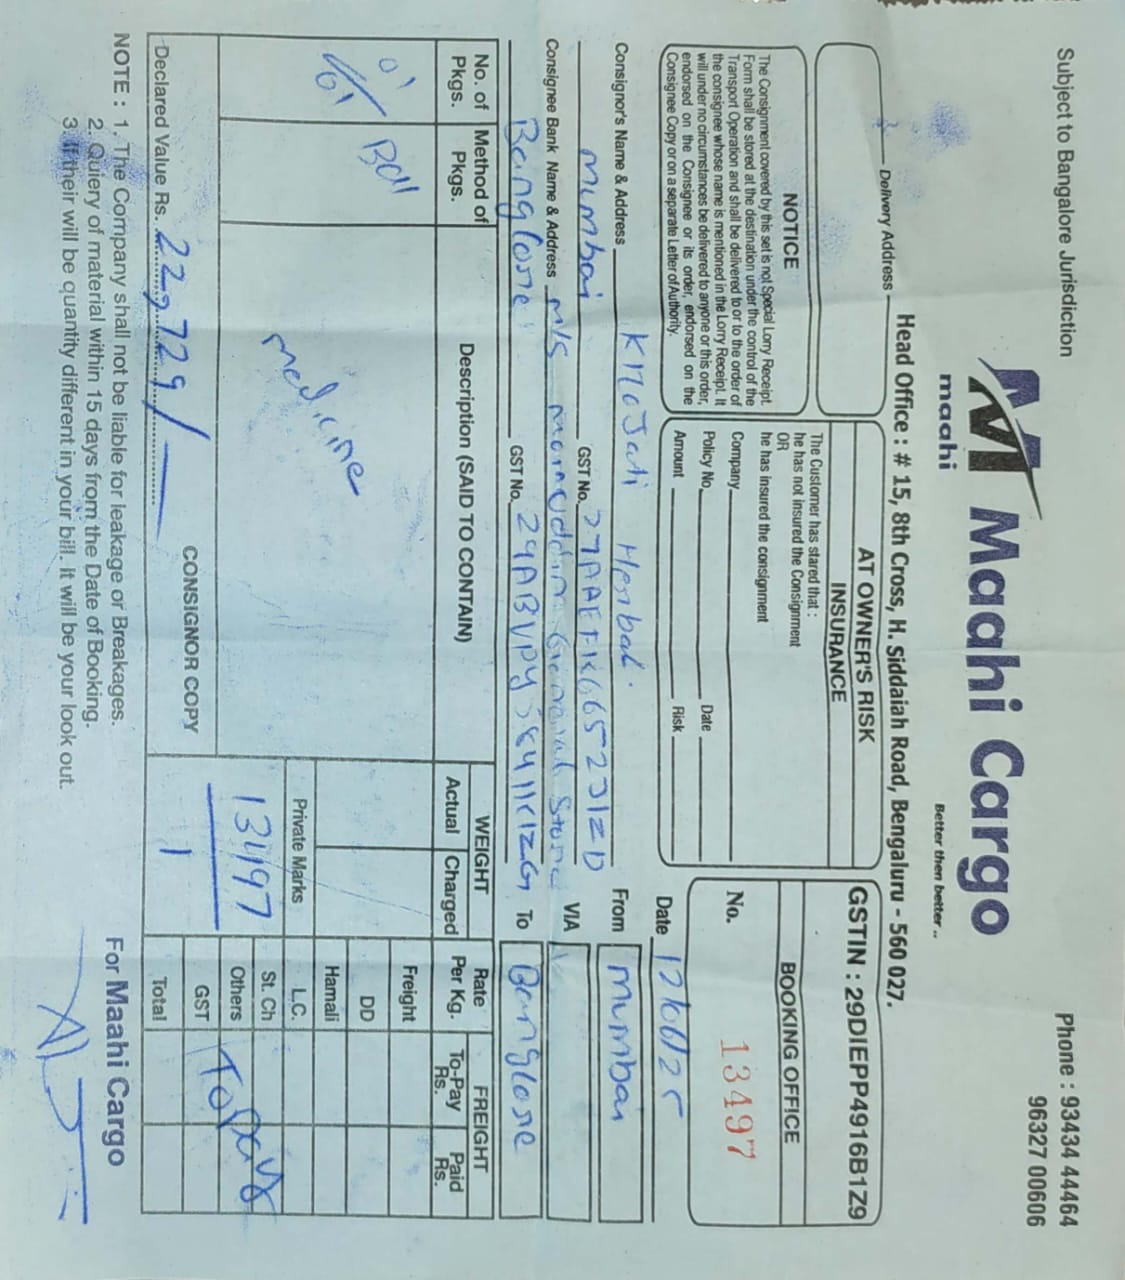 Subject to Bangalore Jurisdiction
Phone : 93434 44464
96327 00606
M Maahi Cargo
maahi
Better then better ..
Head Office : # 15, 8th Cross, H. Siddaiah Road, Bengaluru - 560 027.
Delivery Address
AT OWNER'S RISK
INSURANCE
The Customer has stared that :
he has not insured the Consignment
OR
he has insured the consignment
Company
Policy No. Date
Amount Risk
GSTIN : 29DIEPP4916B1Z9
BOOKING OFFICE
No. 13497
Date 12/06/25
NOTICE
The Consignment covered by this set is not Special Lorry Receipt.
Form shall be stored at the destination under the control of the
Transport Operation and shall be delivered to or to the order of
the consignee whose name is mentioned in the Lorry Receipt. It
will under no circumstances be delivered to anyone or this order,
endorsed on the Consignee or its order, endorsed on the
Consignee Copy or on a separate Letter of Authority.
Consignor's Name & Address
From mumbai
mumbai GST No.
VIA
Consignee Bank Name & Address m/s
Banglore GST No. To Banglore
No. of Pkgs.
Method of Pkgs.
Description (SAID TO CONTAIN)
WEIGHT
Actual Charged
Rate Per Kg.
FREIGHT
To-Pay Rs.
Paid Rs.
01
medicine
Freight
DD
Hamali
Private Marks
L.C.
St. Ch
Others
GST
Total
ToPay
Declared Value Rs. 22,729/-
CONSIGNOR COPY
NOTE : 1. The Company shall not be liable for leakage or Breakages.
2. Quiery of material within 15 days from the Date of Booking.
3. If their will be quantity different in your bill. It will be your look out.
For Maahi Cargo